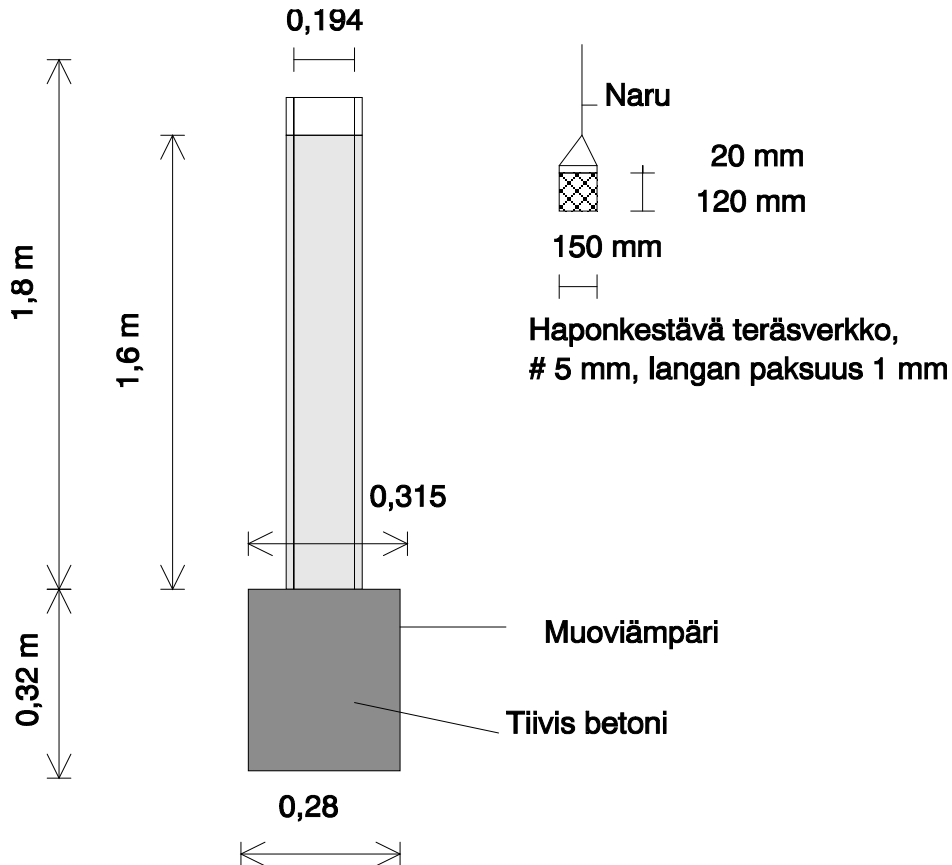 0,194
Naru
20 mm
120 mm
150 mm
Haponkestävä teräsverkko,
# 5 mm, langan paksuus 1 mm
1,8 m
1,6 m
0,315
0,32 m
Muoviämpäri
Tiivis betoni
0,28